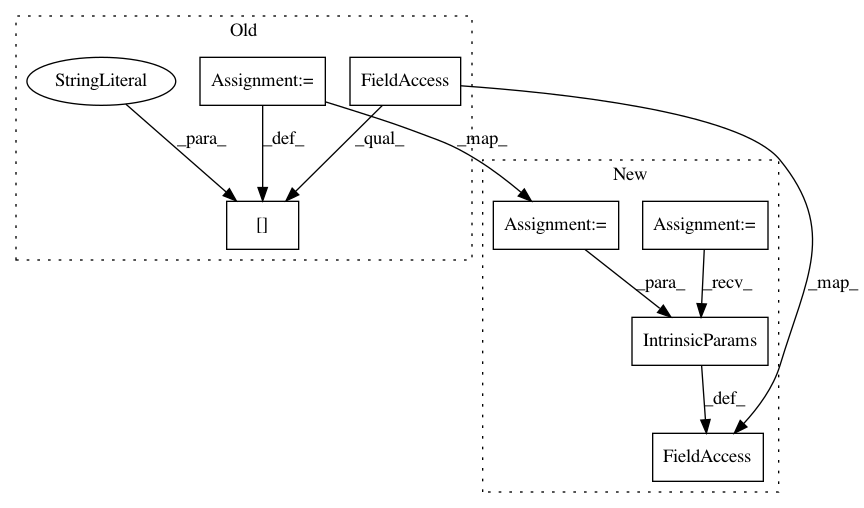 Old
StringLiteral
Assignment:=
FieldAccess
_para_
_def_
_qual_
_map_
New
[]
Assignment:=
Assignment:=
_para_
_recv_
_map_
IntrinsicParams
_def_
FieldAccess